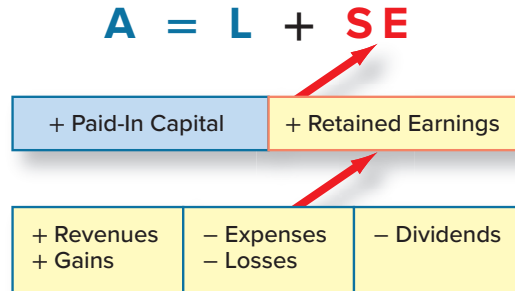 A = L + SE
+ Paid-In Capital
+ Retained Earnings
+ Revenues
+ Gains
− Expenses
− Losses
− Dividends